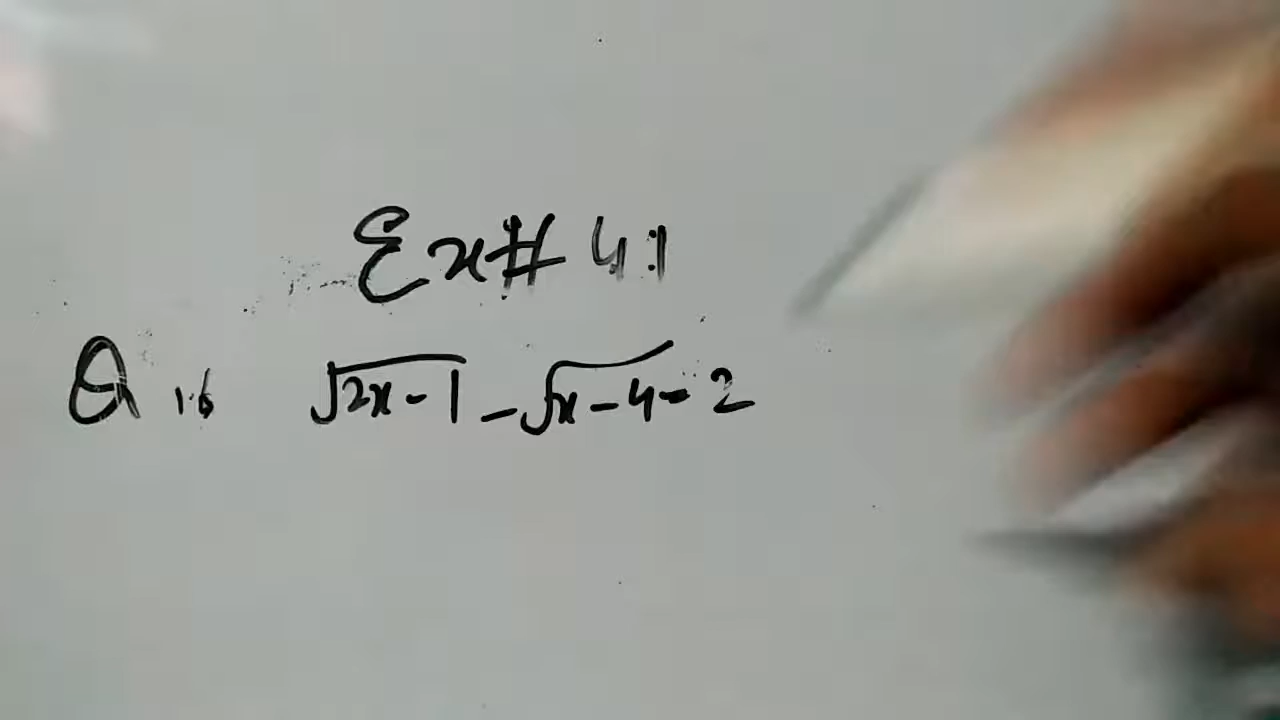 Ex# 4.1
Q 16 √2x-1 - √x-4 = 2